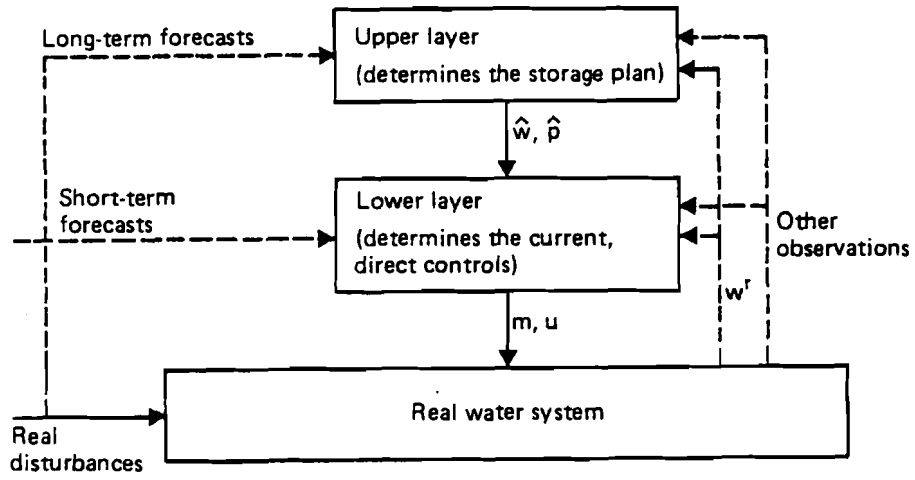 Long-term forecasts
Upper layer
(determines the storage plan)
ŵ, p̂
Short-term
forecasts
Lower layer
(determines the current,
direct controls)
Other
observations
wʳ
m, u
Real water system
Real
disturbances